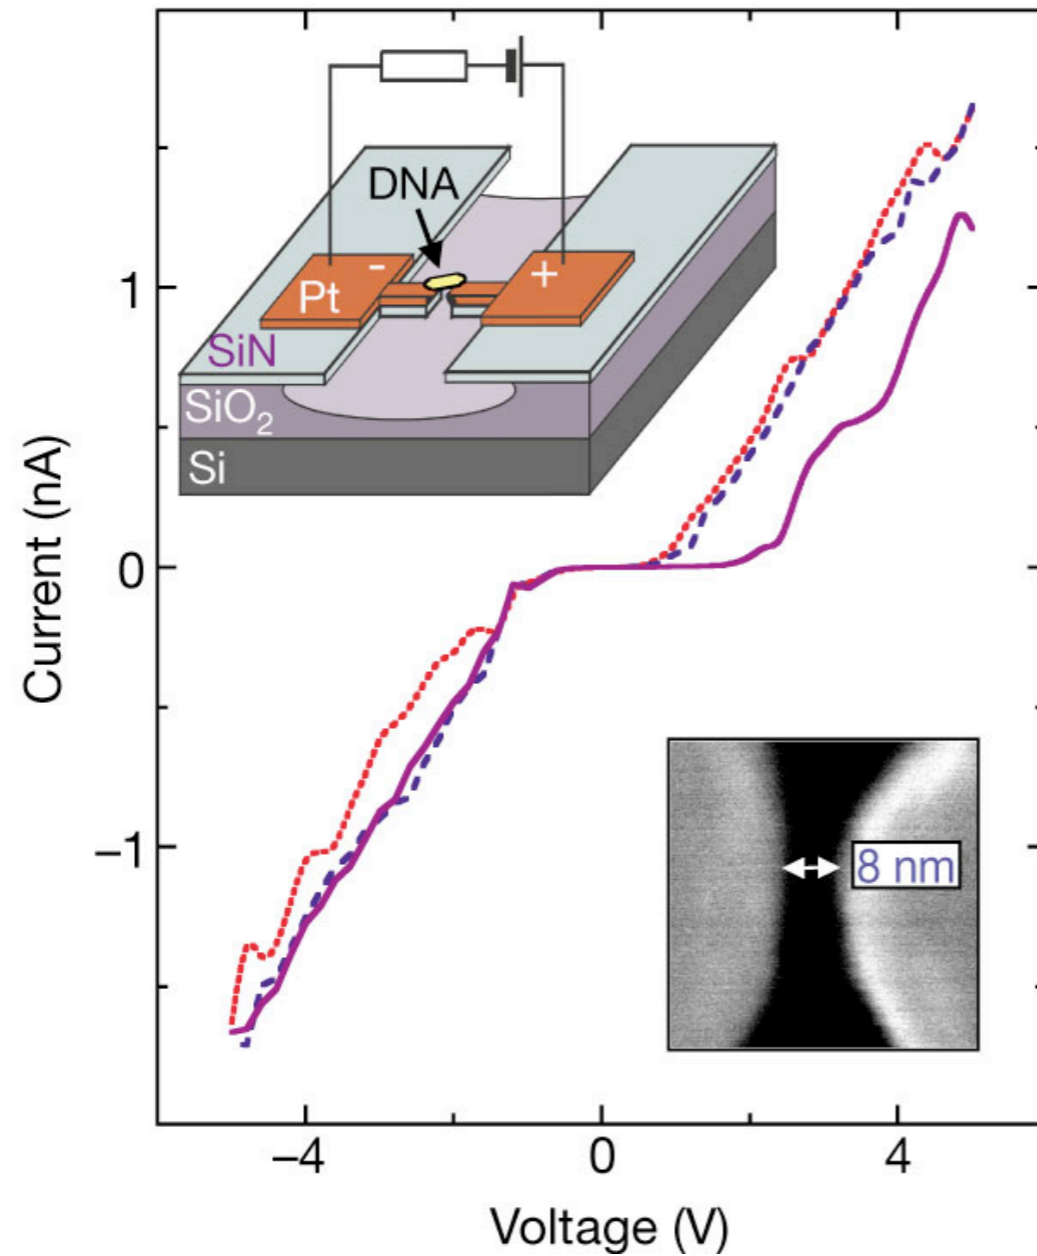 DNA
-
+
Pt
SiN
SiO₂
Si
1
0
−1
Current (nA)
8 nm
−4
0
4
Voltage (V)